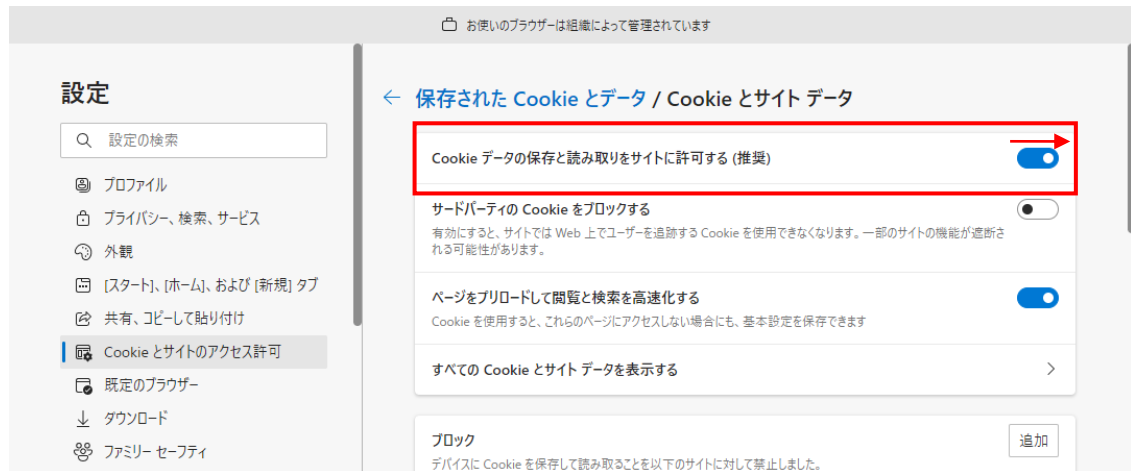 お使いのブラウザーは組織によって管理されています
設定
設定の検索
プロファイル
プライバシー、検索、サービス
外観
[スタート]、[ホーム]、および [新規] タブ
共有、コピーして貼り付け
Cookie とサイトのアクセス許可
既定のブラウザー
ダウンロード
ファミリー セーフティ
保存された Cookie とデータ / Cookie とサイト データ
Cookie データの保存と読み取りをサイトに許可する (推奨)
サードパーティの Cookie をブロックする
有効にすると、サイトでは Web 上でユーザーを追跡する Cookie を使用できなくなります。一部のサイトの機能が遮断さ
れる可能性があります。
ページをプリロードして閲覧と検索を高速化する
Cookie を使用すると、これらのページにアクセスしない場合にも、基本設定を保存できます
すべての Cookie とサイト データを表示する
ブロック
追加
デバイスに Cookie を保存して読み取ることを以下のサイトに対して禁止しました。